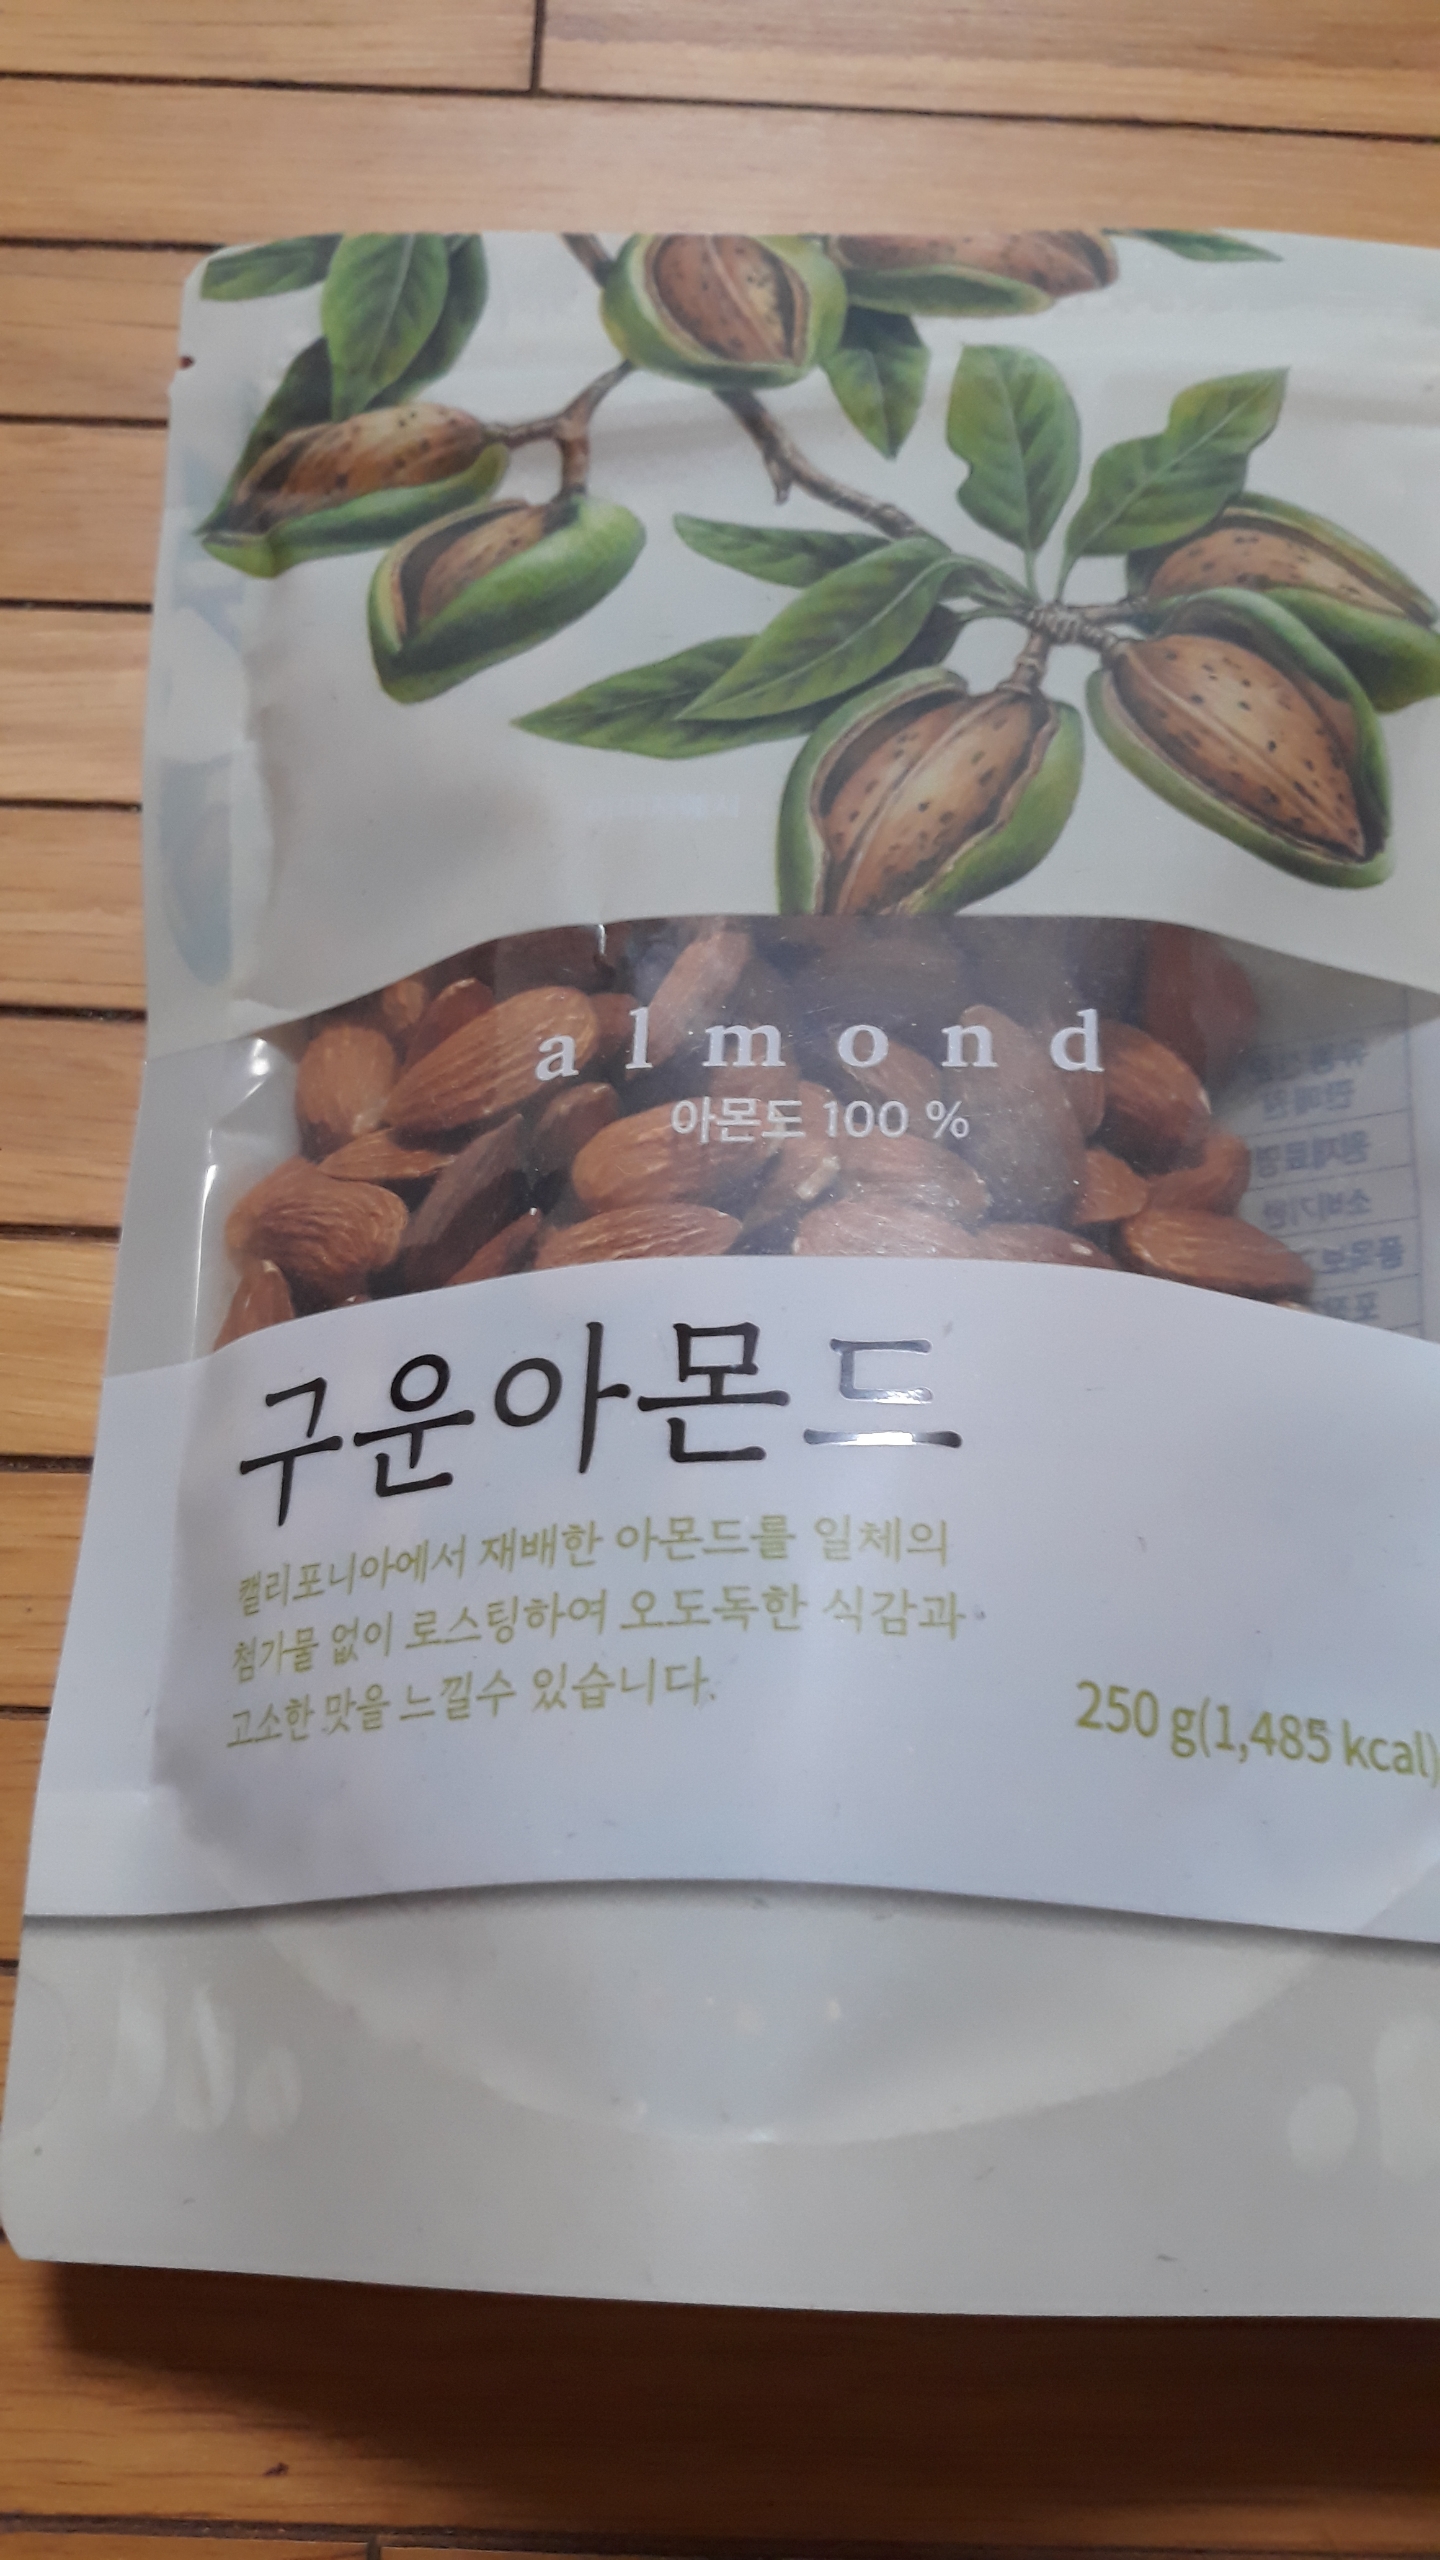 almond
아몬드 100 %
구운아몬드
캘리포니아에서 재배한 아몬드를 일체의
첨가물 없이 로스팅하여 오도독한 식감과
고소한 맛을 느낄수 있습니다.
250 g(1,485 kcal)